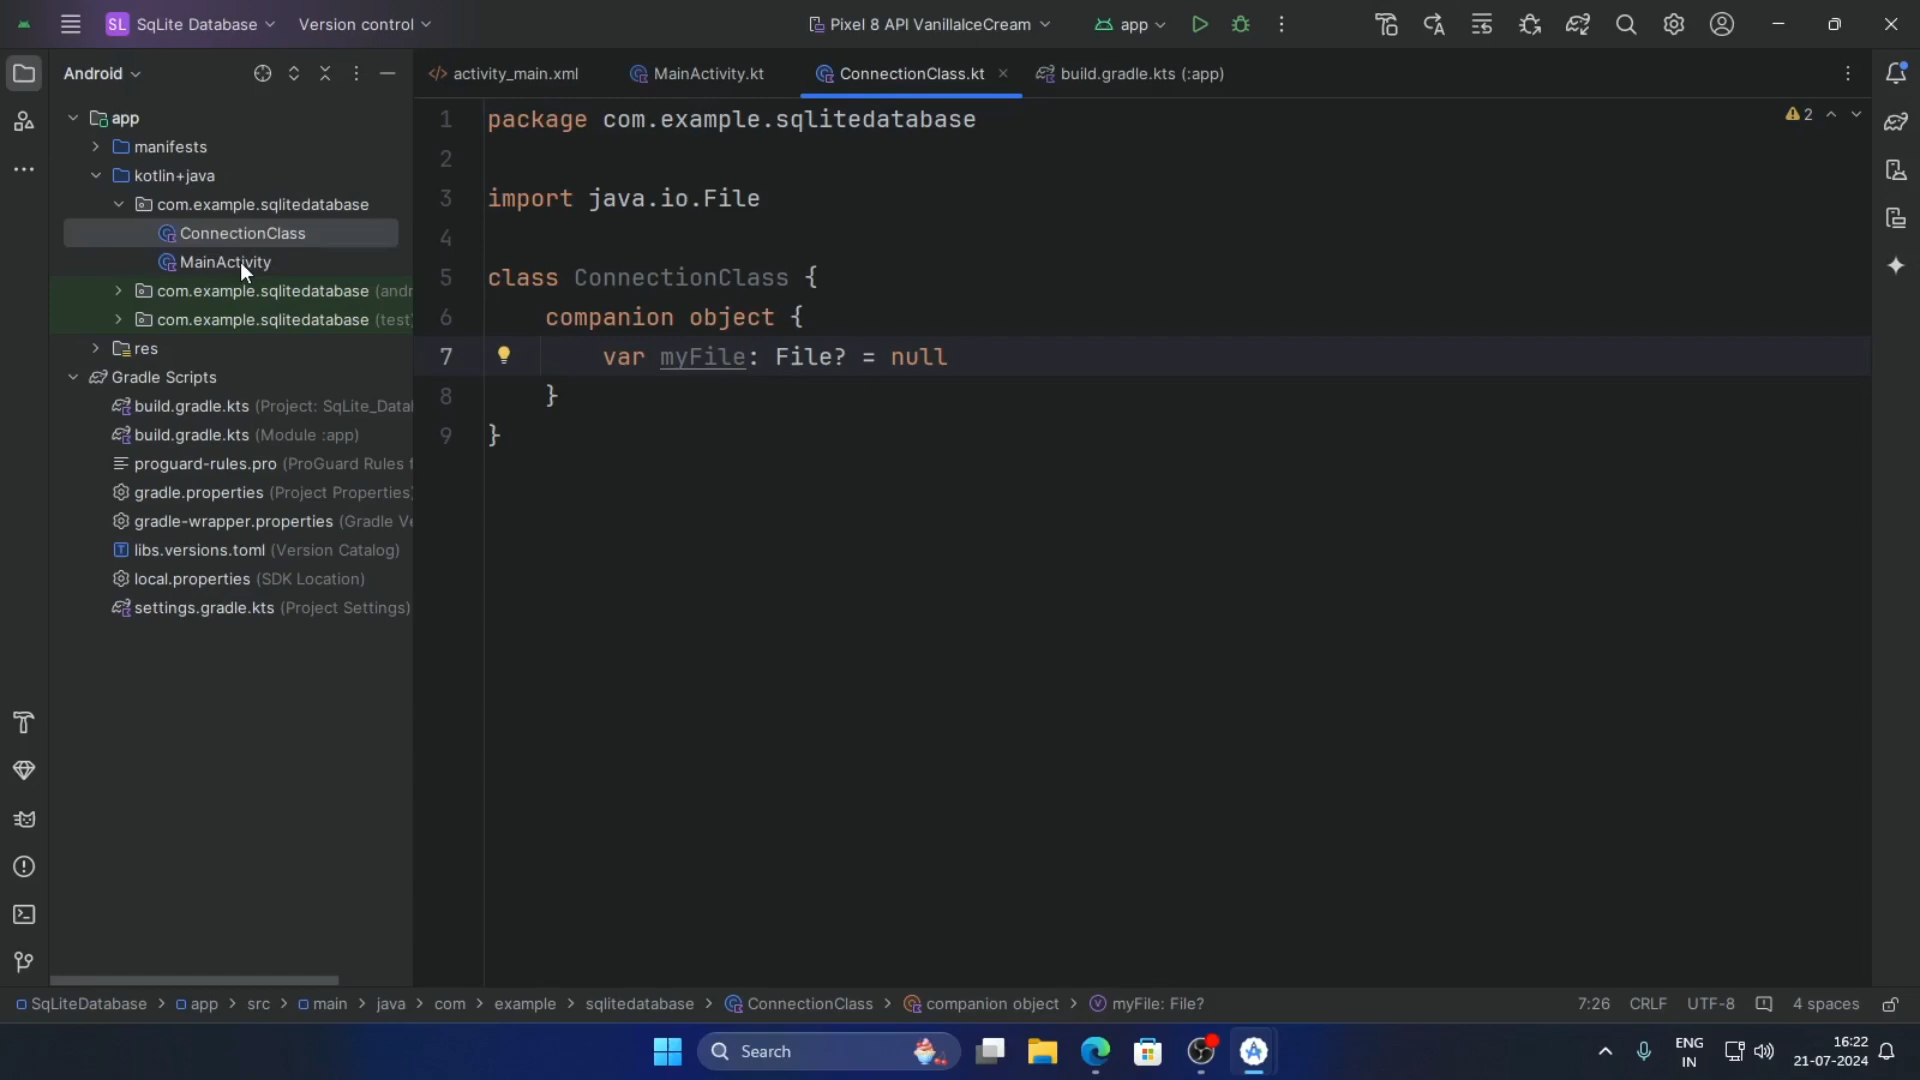 SL SqLite Database Version control Pixel 8 API VanillaIceCream app
Android activity_main.xml MainActivity.kt ConnectionClass.kt build.gradle.kts (:app)
app
manifests
kotlin+java
com.example.sqlitedatabase
ConnectionClass
MainActivity
com.example.sqlitedatabase (andr
com.example.sqlitedatabase (test
res
Gradle Scripts
build.gradle.kts (Project: SqLite_Datal
build.gradle.kts (Module :app)
proguard-rules.pro (ProGuard Rules f
gradle.properties (Project Properties)
gradle-wrapper.properties (Gradle Ve
libs.versions.toml (Version Catalog)
local.properties (SDK Location)
settings.gradle.kts (Project Settings)
1 package com.example.sqlitedatabase
2
3 import java.io.File
4
5 class ConnectionClass {
6 companion object {
7 var myFile: File? = null
8 }
9 }
2
SqLiteDatabase > app > src > main > java > com > example > sqlitedatabase > ConnectionClass > companion object > myFile: File? 7:26 CRLF UTF-8 4 spaces
Search
ENG
IN
16:22
21-07-2024